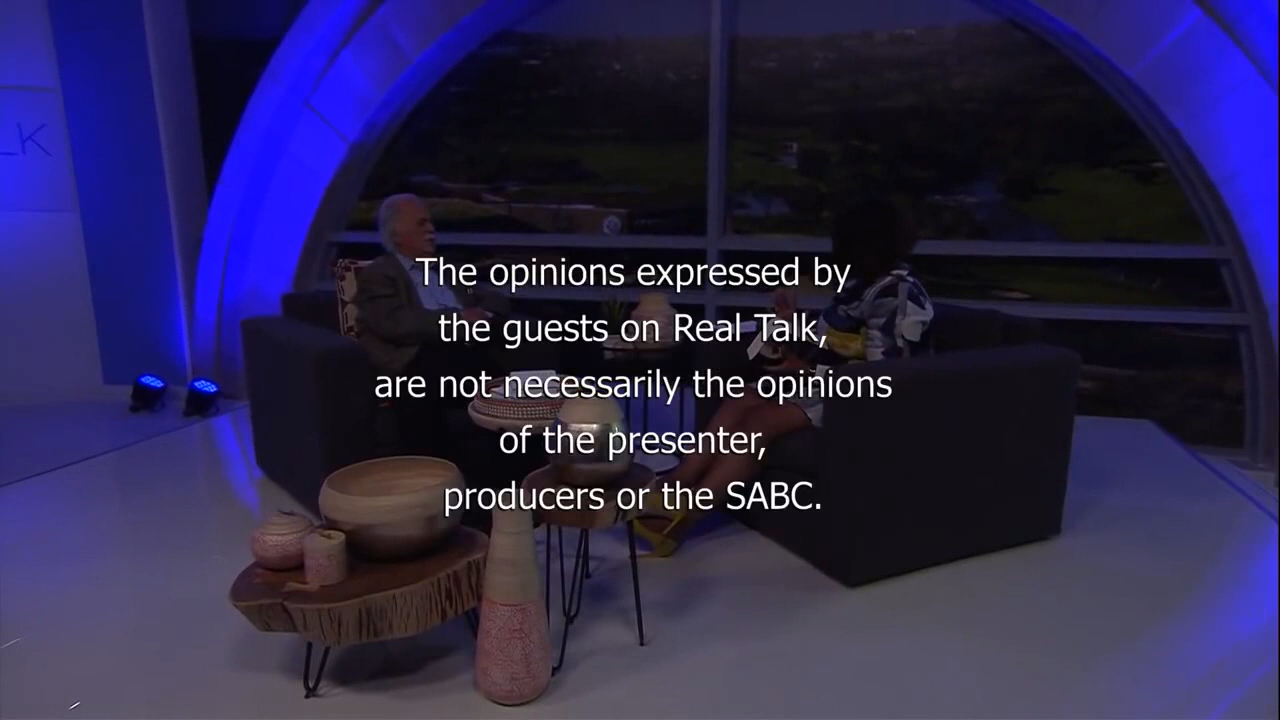 LK
The opinions expressed by
the guests on Real Talk,
are not necessarily the opinions
of the presenter,
producers or the SABC.